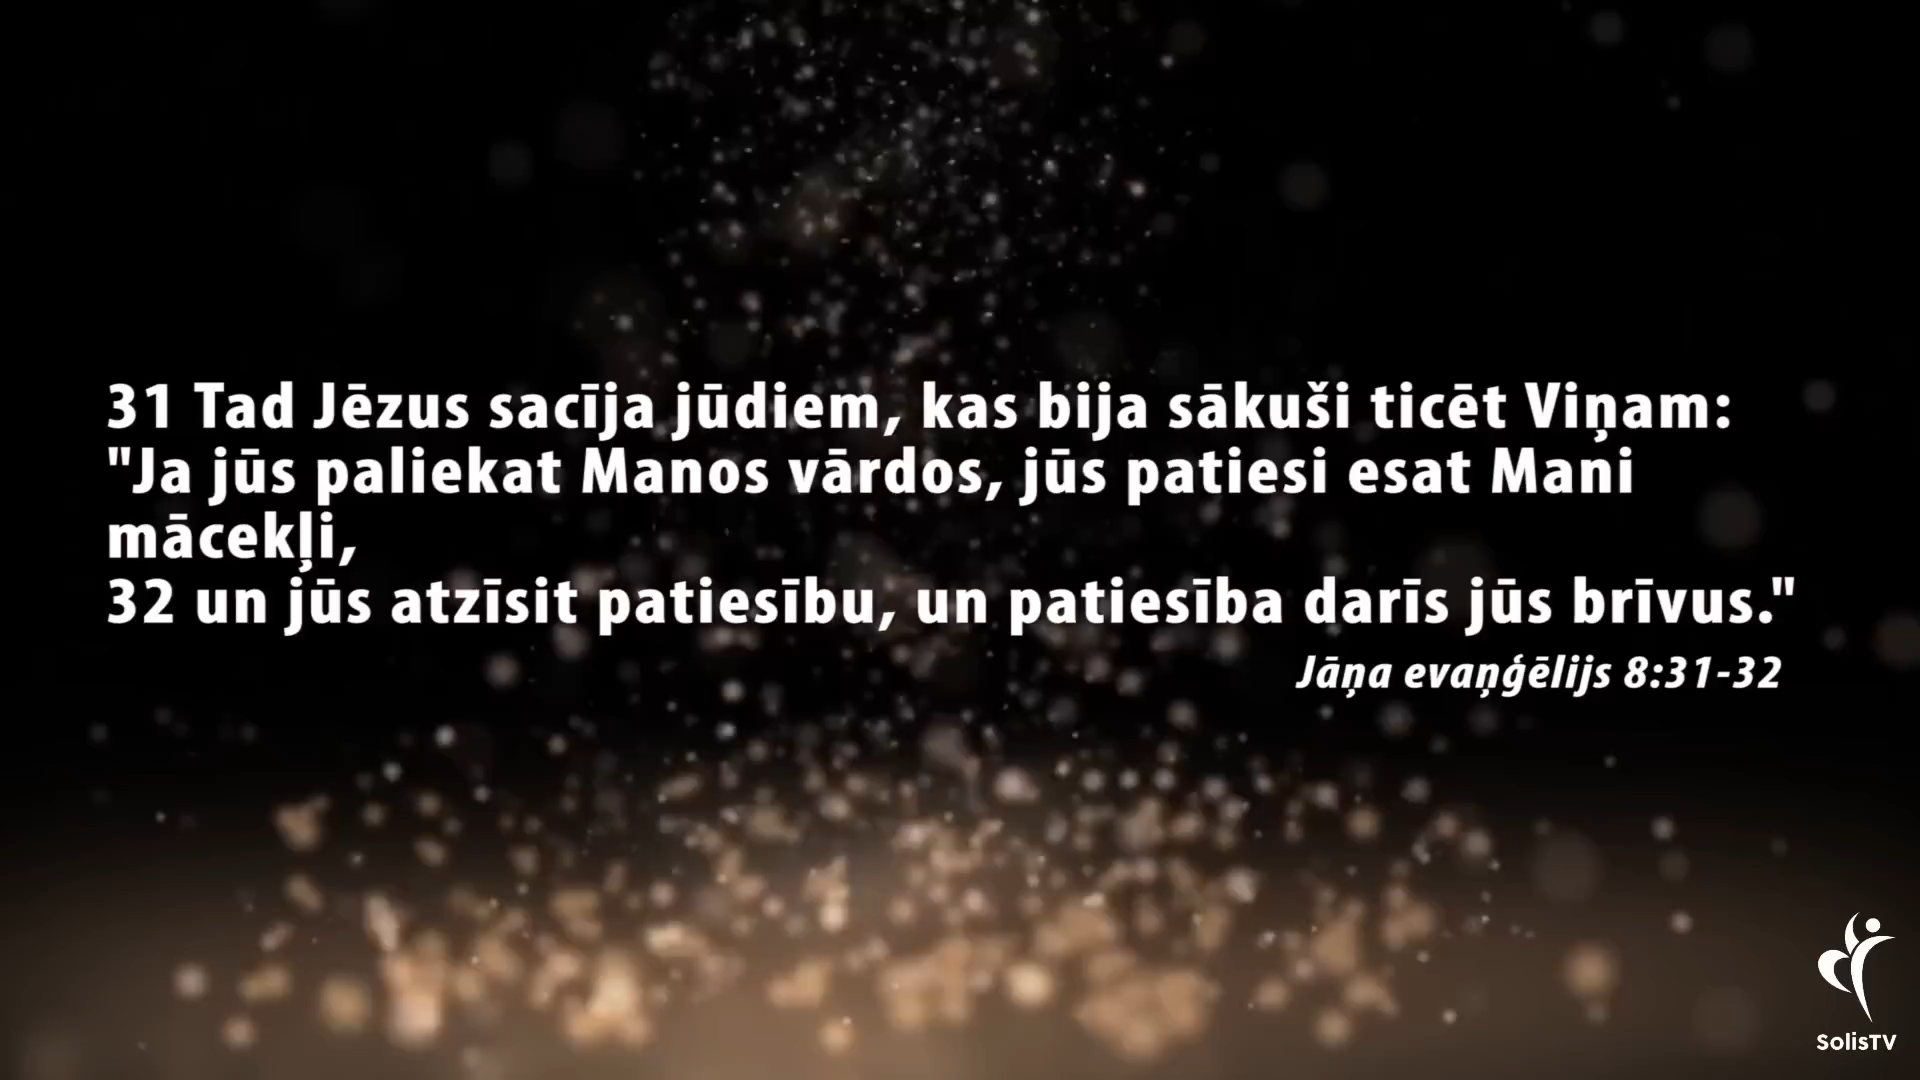 31 Tad Jēzus sacīja jūdiem, kas bija sākuši ticēt Viņam:
"Ja jūs paliekat Manos vārdos, jūs patiesi esat Mani
mācekļi,
32 un jūs atzīsit patiesību, un patiesība darīs jūs brīvus."
Jāņa evaņģēlijs 8:31-32
SolisTV